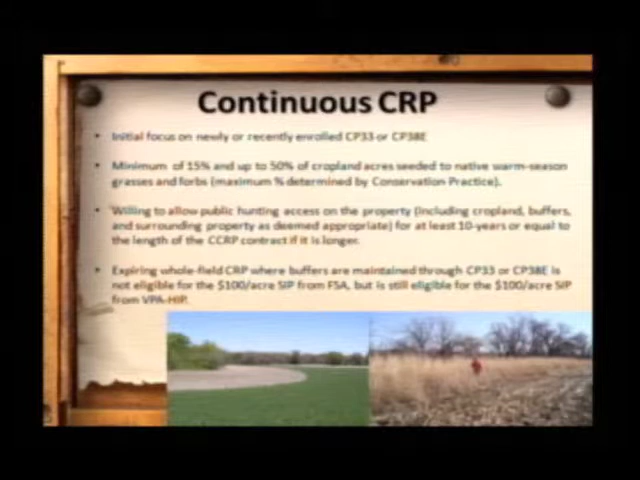 Continuous CRP
• Initial focus on newly or recently enrolled CP33 or CP38E
• Minimum of 15% and up to 50% of cropland acres seeded to native warm-season
grasses and forbs (maximum % determined by Conservation Practice).
• Willing to allow public hunting access on the property (including cropland, buffers,
and surrounding property as deemed appropriate) for at least 10-years or equal to
the length of the CCRP contract if it is longer.
• Expiring whole-field CRP where buffers are maintained through CP33 or CP38E is
not eligible for the $100/acre SIP from FSA, but is still eligible for the $100/acre SIP
from VPA-HIP.